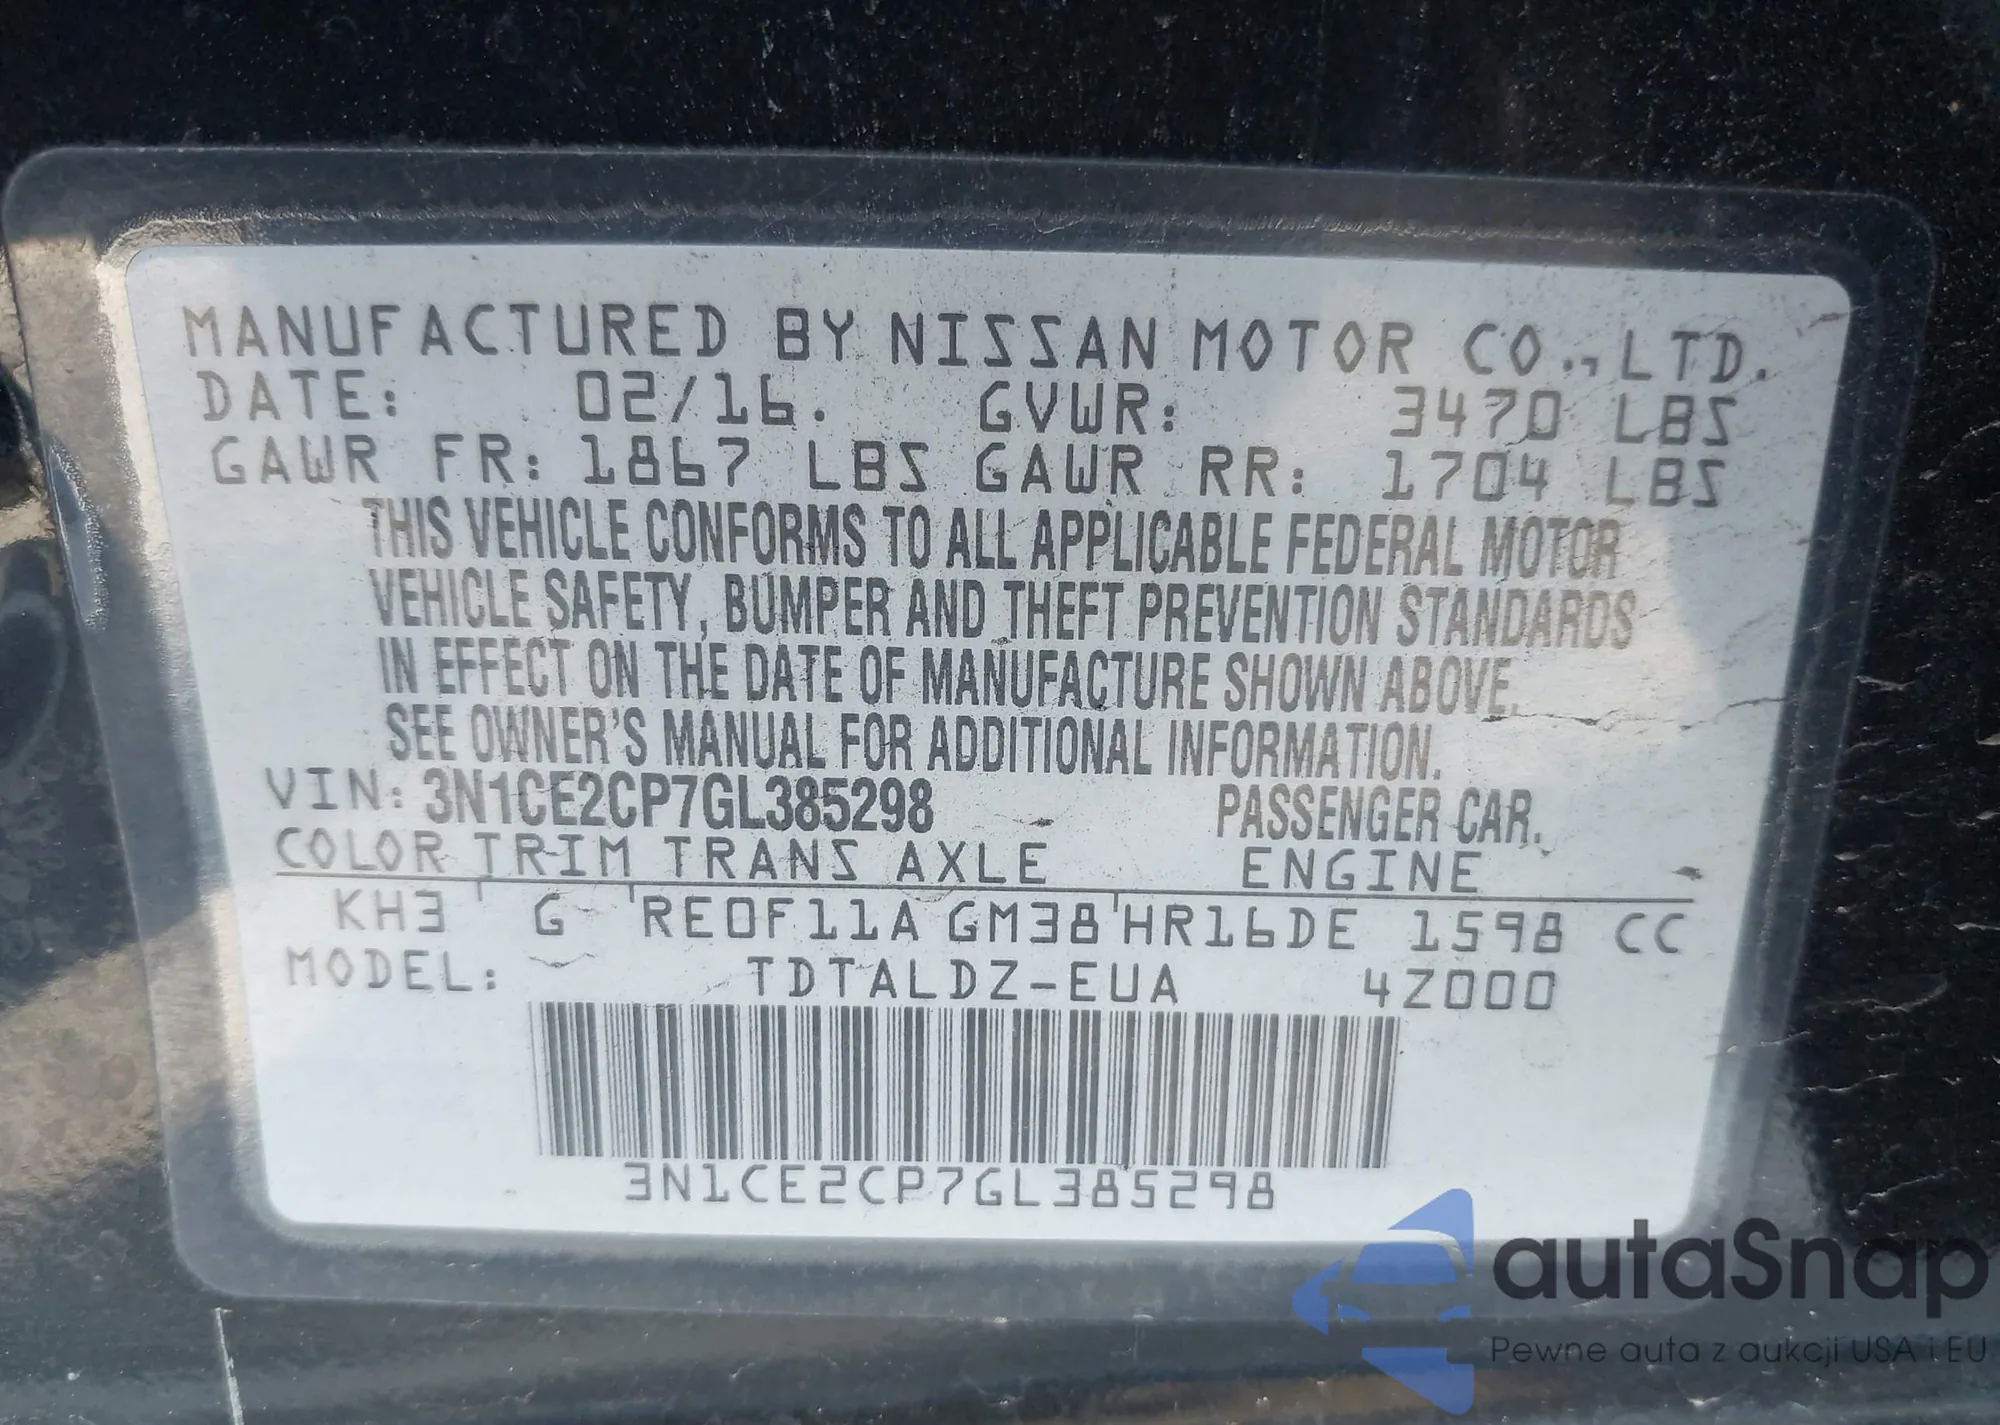 MANUFACTURED BY NISSAN MOTOR CO., LTD.
DATE: 02/16. GVWR: 3470 LBS
GAWR FR: 1867 LBS GAWR RR: 1704 LBS
THIS VEHICLE CONFORMS TO ALL APPLICABLE FEDERAL MOTOR
VEHICLE SAFETY, BUMPER AND THEFT PREVENTION STANDARDS
IN EFFECT ON THE DATE OF MANUFACTURE SHOWN ABOVE.
SEE OWNER'S MANUAL FOR ADDITIONAL INFORMATION.
VIN: 3N1CE2CP7GL385298 PASSENGER CAR.
COLOR TRIM TRANS AXLE ENGINE
KH3 G RE0F11A GM38 HR16DE 1598 CC
MODEL: TDTALDZ-EUA 4Z000
3N1CE2CP7GL385298
autaSnap
Pewne auta z aukcji USA i EU